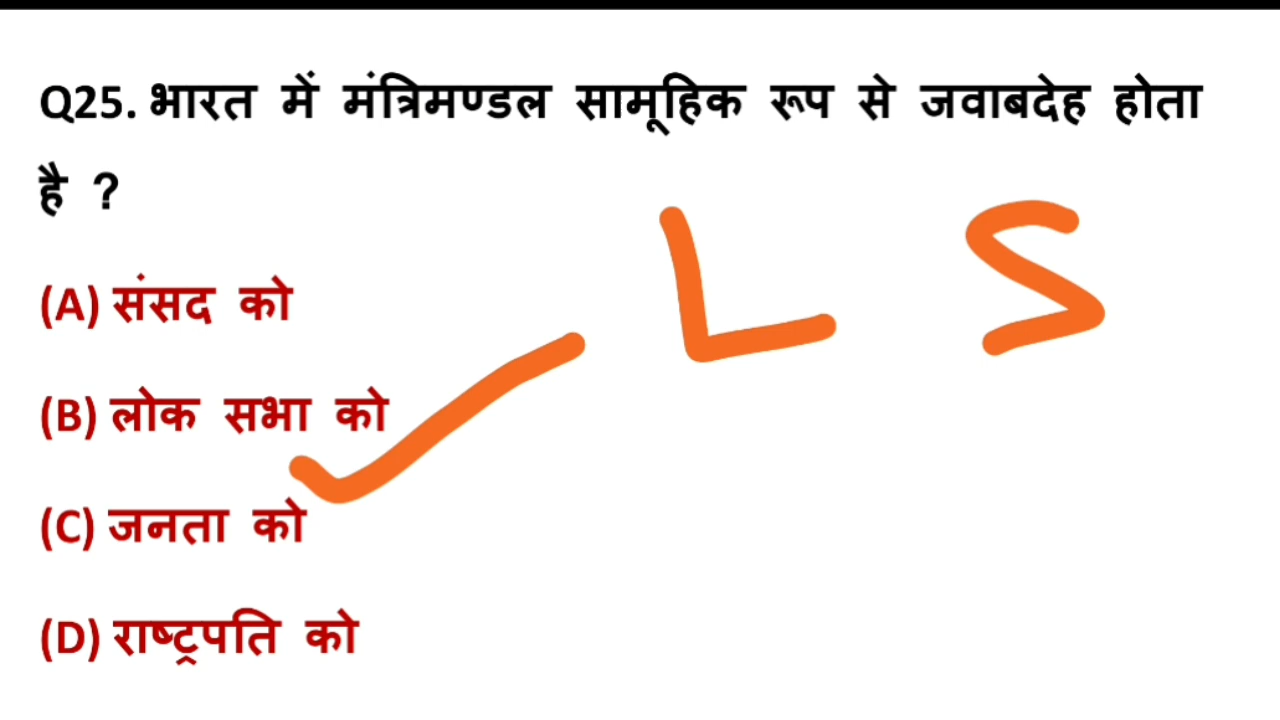 Q25. भारत में मंत्रिमण्डल सामूहिक रूप से जवाबदेह होता
है ?
L S
(A) संसद को
(B) लोक सभा को
(C) जनता को
(D) राष्ट्रपति को